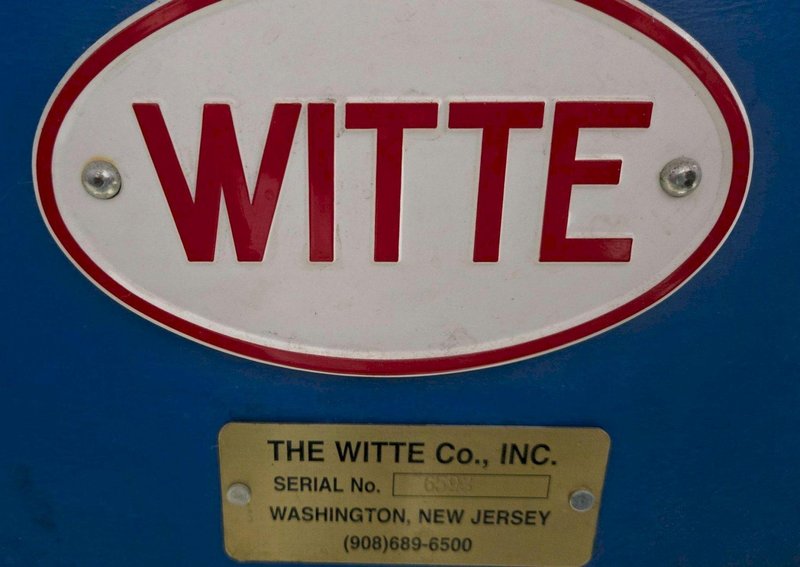 WITTE
THE WITTE Co., INC.
SERIAL No.
WASHINGTON, NEW JERSEY
(908)689-6500